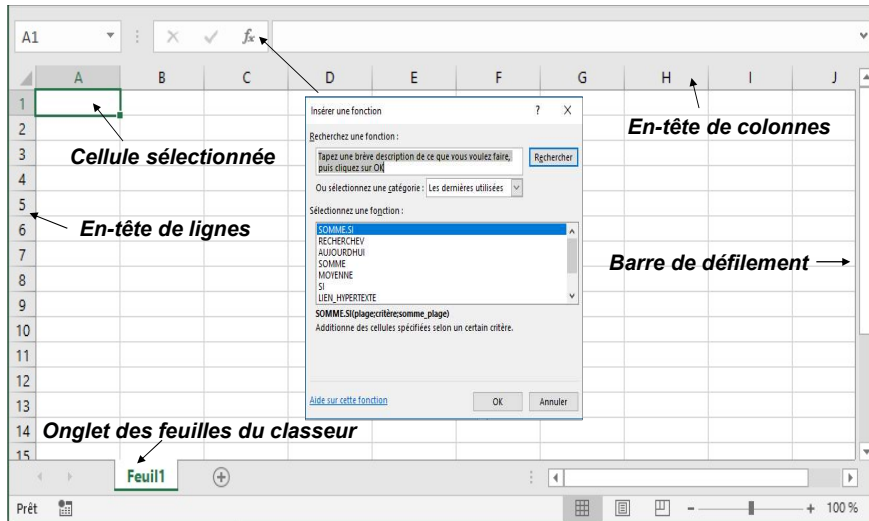 A1 fx
A B C D E F G H I J
1
2
3
4
5
6
7
8
9
10
11
12
13
14
15
En-tête de colonnes
Cellule sélectionnée
En-tête de lignes
Barre de défilement
Onglet des feuilles du classeur
Insérer une fonction ? X
Recherchez une fonction :
Tapez une brève description de ce que vous voulez faire,
puis cliquez sur OK
Rechercher
Ou sélectionnez une catégorie : Les dernières utilisées
Sélectionnez une fonction :
SOMME.SI
RECHERCHEV
AUJOURDHUI
SOMME
MOYENNE
SI
LIEN_HYPERTEXTE
SOMME.SI(plage;critère;somme_plage)
Additionne des cellules spécifiées selon un certain critère.
Aide sur cette fonction OK Annuler
Feuil1
Prêt - + 100 %